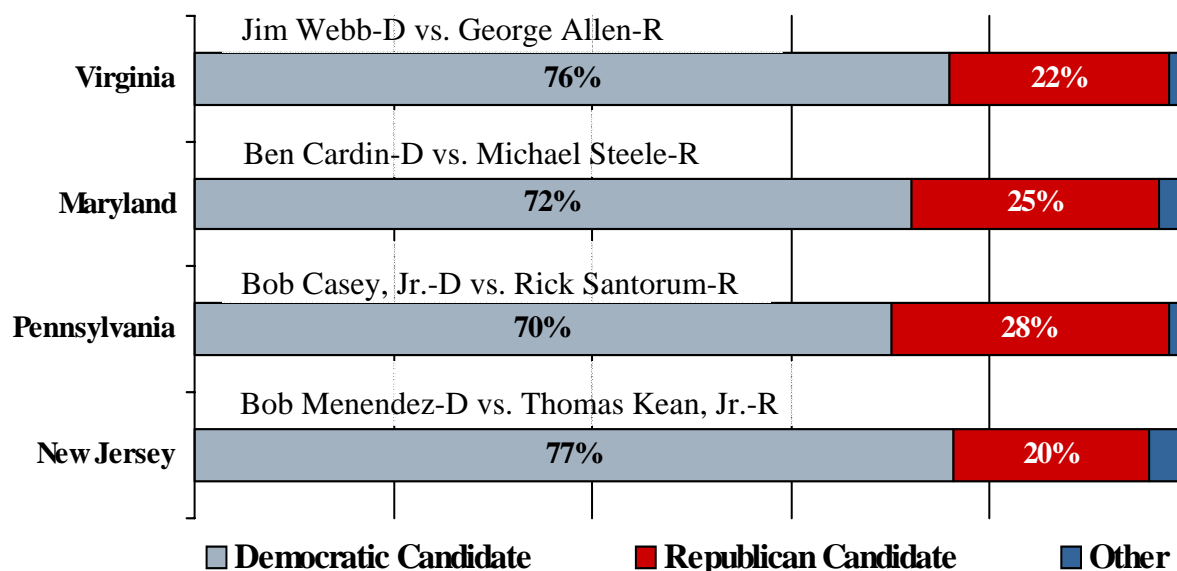 Jim Webb-D vs. George Allen-R
Virginia 76% 22%
Ben Cardin-D vs. Michael Steele-R
Maryland 72% 25%
Bob Casey, Jr.-D vs. Rick Santorum-R
Pennsylvania 70% 28%
Bob Menendez-D vs. Thomas Kean, Jr.-R
New Jersey 77% 20%
Democratic Candidate Republican Candidate Other